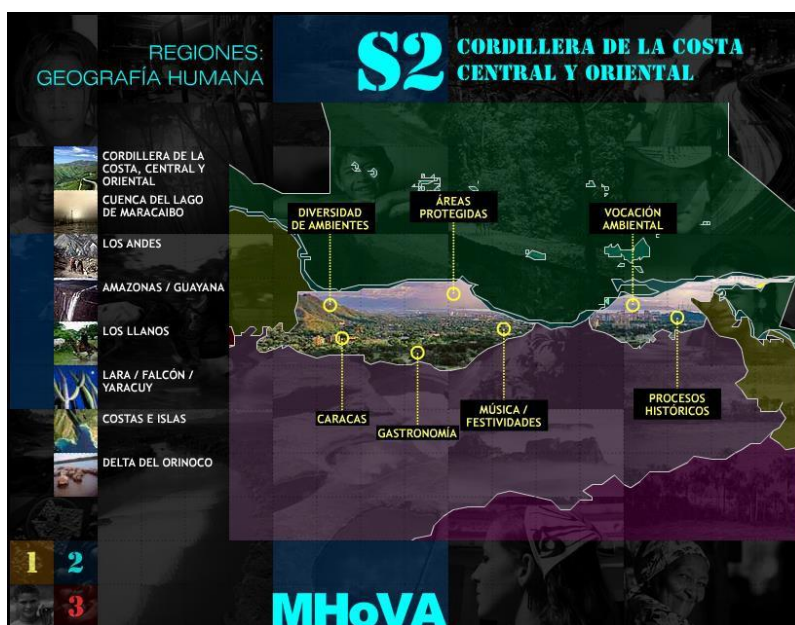 REGIONES:
GEOGRAFÍA HUMANA
S2
CORDILLERA DE LA COSTA
CENTRAL Y ORIENTAL
CORDILLERA DE LA
COSTA, CENTRAL Y
ORIENTAL
CUENCA DEL LAGO
DE MARACAIBO
LOS ANDES
AMAZONAS / GUAYANA
LOS LLANOS
LARA / FALCÓN /
YARACUY
COSTAS E ISLAS
DELTA DEL ORINOCO
DIVERSIDAD
DE AMBIENTES
ÁREAS
PROTEGIDAS
VOCACIÓN
AMBIENTAL
CARACAS
GASTRONOMÍA
MÚSICA /
FESTIVIDADES
PROCESOS
HISTÓRICOS
1
2
3
MHoVA